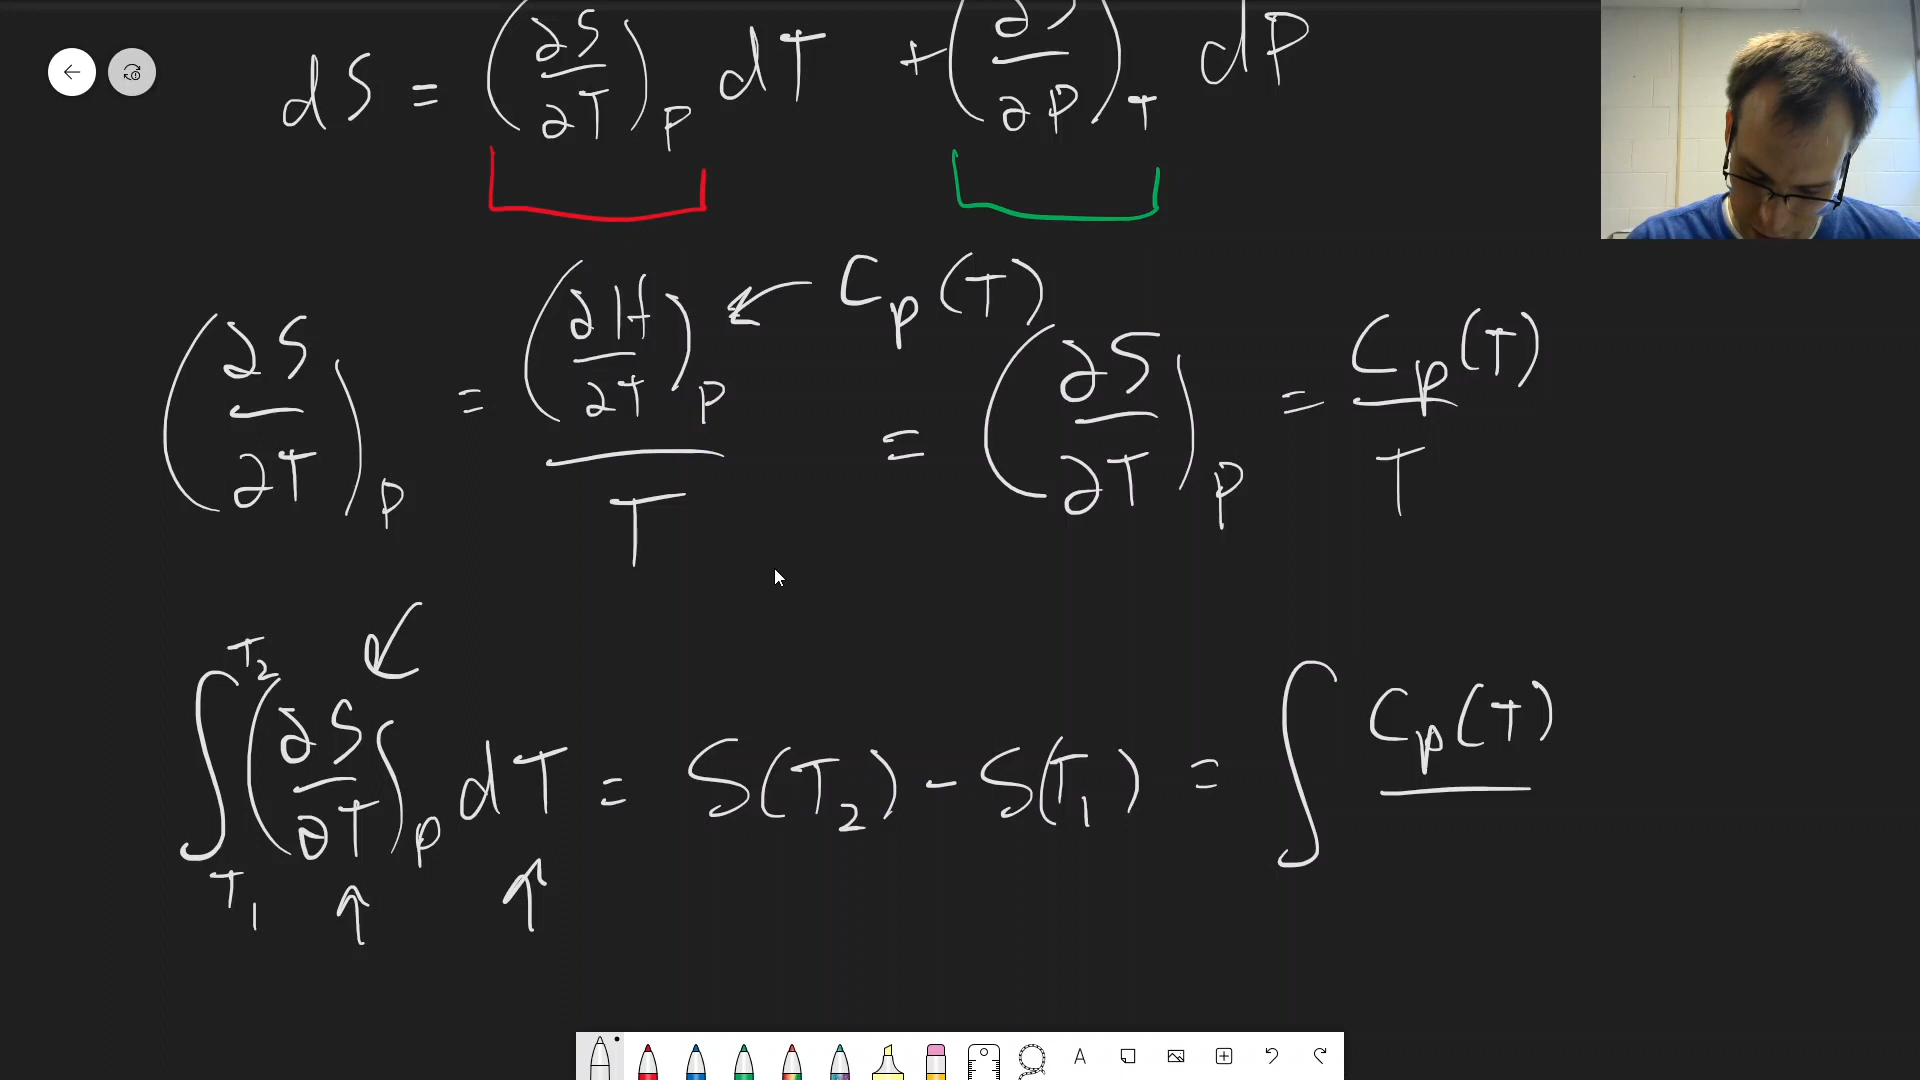 dS = (∂S/∂T)_P dT + (∂S/∂P)_T dP
(∂S/∂T)_P = (∂H/∂T)_P / T ← C_p(T) = (∂S/∂T)_P = C_p(T)/T
∫_{T_1}^{T_2} (∂S/∂T)_P dT = S(T_2) - S(T_1) = ∫ C_p(T)
A